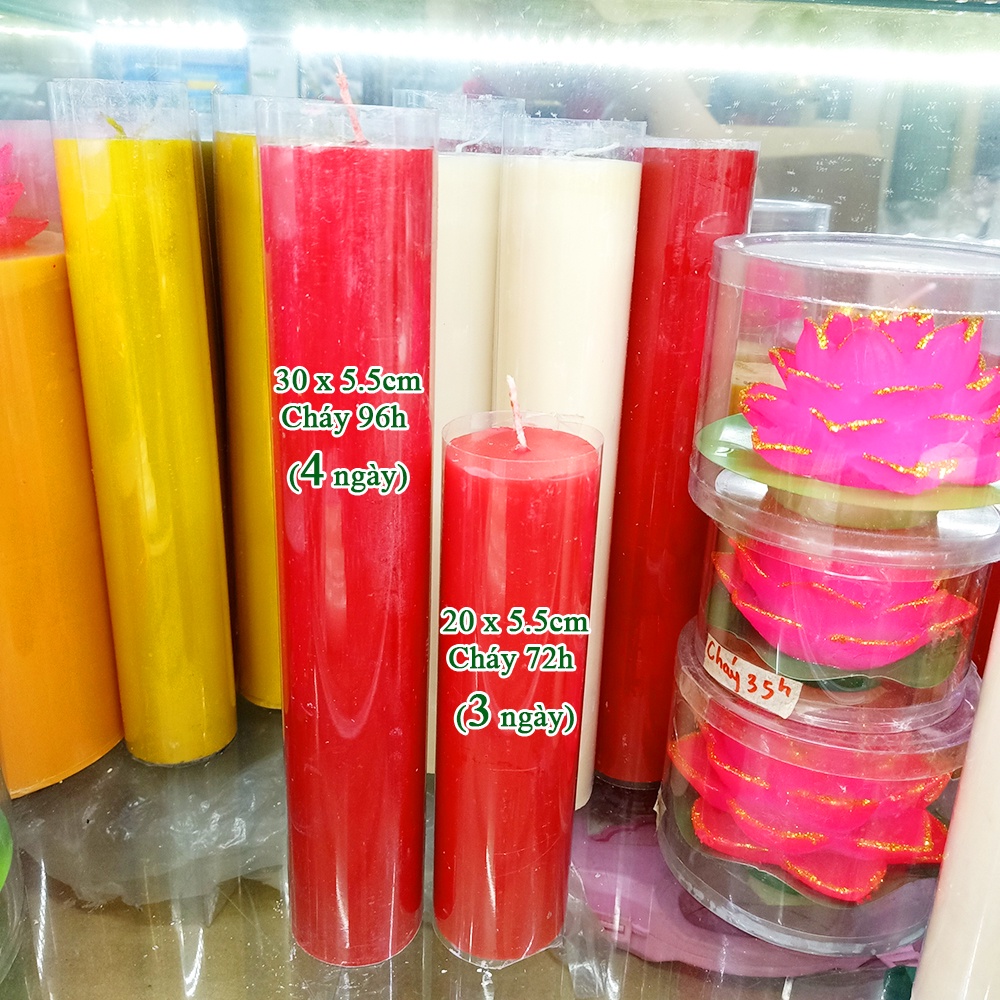 30 x 5.5cm
Cháy 96h
(4 ngày)
20 x 5.5cm
Cháy 72h
(3 ngày)
Cháy 35h